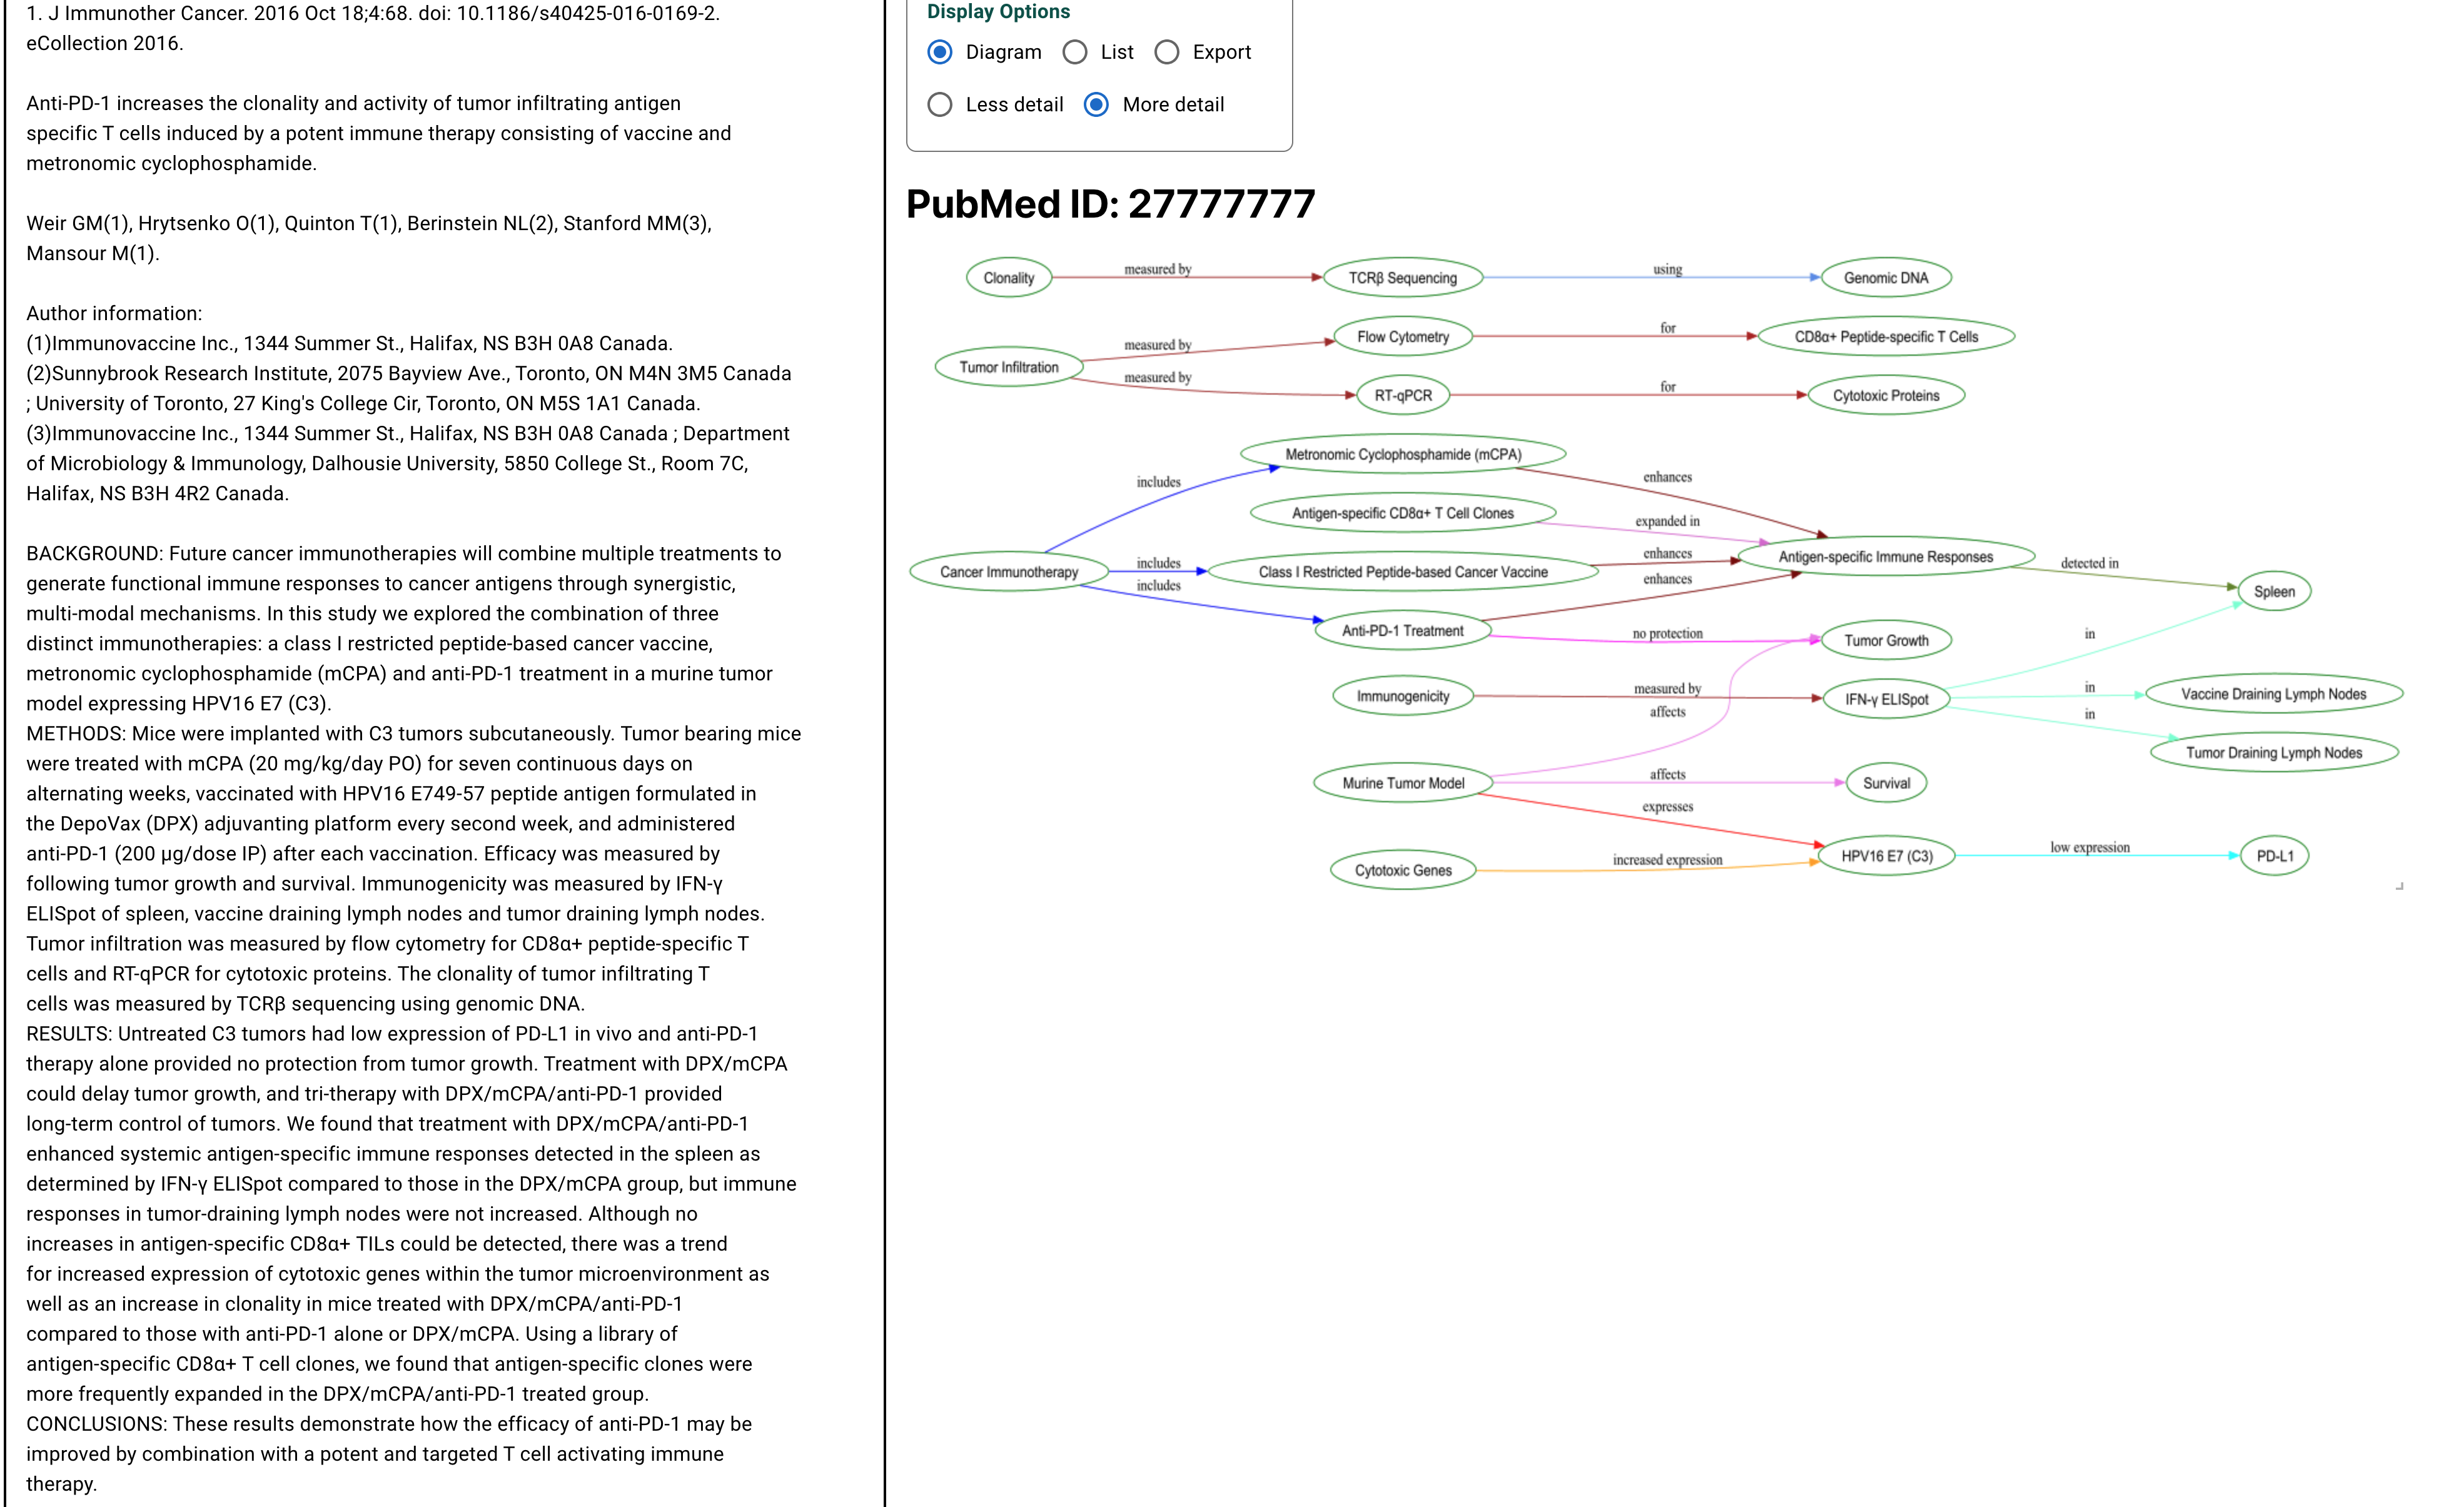 1. J Immunother Cancer. 2016 Oct 18;4:68. doi: 10.1186/s40425-016-0169-2.
eCollection 2016.
Anti-PD-1 increases the clonality and activity of tumor infiltrating antigen
specific T cells induced by a potent immune therapy consisting of vaccine and
metronomic cyclophosphamide.
Weir GM(1), Hrytsenko O(1), Quinton T(1), Berinstein NL(2), Stanford MM(3),
Mansour M(1).
Author information:
(1)Immunovaccine Inc., 1344 Summer St., Halifax, NS B3H 0A8 Canada.
(2)Sunnybrook Research Institute, 2075 Bayview Ave., Toronto, ON M4N 3M5 Canada
; University of Toronto, 27 King's College Cir, Toronto, ON M5S 1A1 Canada.
(3)Immunovaccine Inc., 1344 Summer St., Halifax, NS B3H 0A8 Canada ; Department
of Microbiology & Immunology, Dalhousie University, 5850 College St., Room 7C,
Halifax, NS B3H 4R2 Canada.
BACKGROUND: Future cancer immunotherapies will combine multiple treatments to
generate functional immune responses to cancer antigens through synergistic,
multi-modal mechanisms. In this study we explored the combination of three
distinct immunotherapies: a class I restricted peptide-based cancer vaccine,
metronomic cyclophosphamide (mCPA) and anti-PD-1 treatment in a murine tumor
model expressing HPV16 E7 (C3).
METHODS: Mice were implanted with C3 tumors subcutaneously. Tumor bearing mice
were treated with mCPA (20 mg/kg/day PO) for seven continuous days on
alternating weeks, vaccinated with HPV16 E749-57 peptide antigen formulated in
the DepoVax (DPX) adjuvanting platform every second week, and administered
anti-PD-1 (200 μg/dose IP) after each vaccination. Efficacy was measured by
following tumor growth and survival. Immunogenicity was measured by IFN-γ
ELISpot of spleen, vaccine draining lymph nodes and tumor draining lymph nodes.
Tumor infiltration was measured by flow cytometry for CD8α+ peptide-specific T
cells and RT-qPCR for cytotoxic proteins. The clonality of tumor infiltrating T
cells was measured by TCRβ sequencing using genomic DNA.
RESULTS: Untreated C3 tumors had low expression of PD-L1 in vivo and anti-PD-1
therapy alone provided no protection from tumor growth. Treatment with DPX/mCPA
could delay tumor growth, and tri-therapy with DPX/mCPA/anti-PD-1 provided
long-term control of tumors. We found that treatment with DPX/mCPA/anti-PD-1
enhanced systemic antigen-specific immune responses detected in the spleen as
determined by IFN-γ ELISpot compared to those in the DPX/mCPA group, but immune
responses in tumor-draining lymph nodes were not increased. Although no
increases in antigen-specific CD8α+ TILs could be detected, there was a trend
for increased expression of cytotoxic genes within the tumor microenvironment as
well as an increase in clonality in mice treated with DPX/mCPA/anti-PD-1
compared to those with anti-PD-1 alone or DPX/mCPA. Using a library of
antigen-specific CD8α+ T cell clones, we found that antigen-specific clones were
more frequently expanded in the DPX/mCPA/anti-PD-1 treated group.
CONCLUSIONS: These results demonstrate how the efficacy of anti-PD-1 may be
improved by combination with a potent and targeted T cell activating immune
therapy.
Display Options
Diagram List Export
Less detail More detail
PubMed ID: 27777777
Clonality measured by TCRβ Sequencing using Genomic DNA
Flow Cytometry for CD8α+ Peptide-specific T Cells
measured by
Tumor Infiltration
measured by
RT-qPCR for Cytotoxic Proteins
Metronomic Cyclophosphamide (mCPA)
includes
enhances
Antigen-specific CD8α+ T Cell Clones
expanded in
Antigen-specific Immune Responses
enhances
detected in
Cancer Immunotherapy
includes
Class I Restricted Peptide-based Cancer Vaccine
enhances
includes
Spleen
Anti-PD-1 Treatment
no protection
Tumor Growth
in
Immunogenicity
measured by
IFN-γ ELISpot
in
Vaccine Draining Lymph Nodes
affects
in
Tumor Draining Lymph Nodes
Murine Tumor Model
affects
Survival
expresses
Cytotoxic Genes
increased expression
HPV16 E7 (C3)
low expression
PD-L1